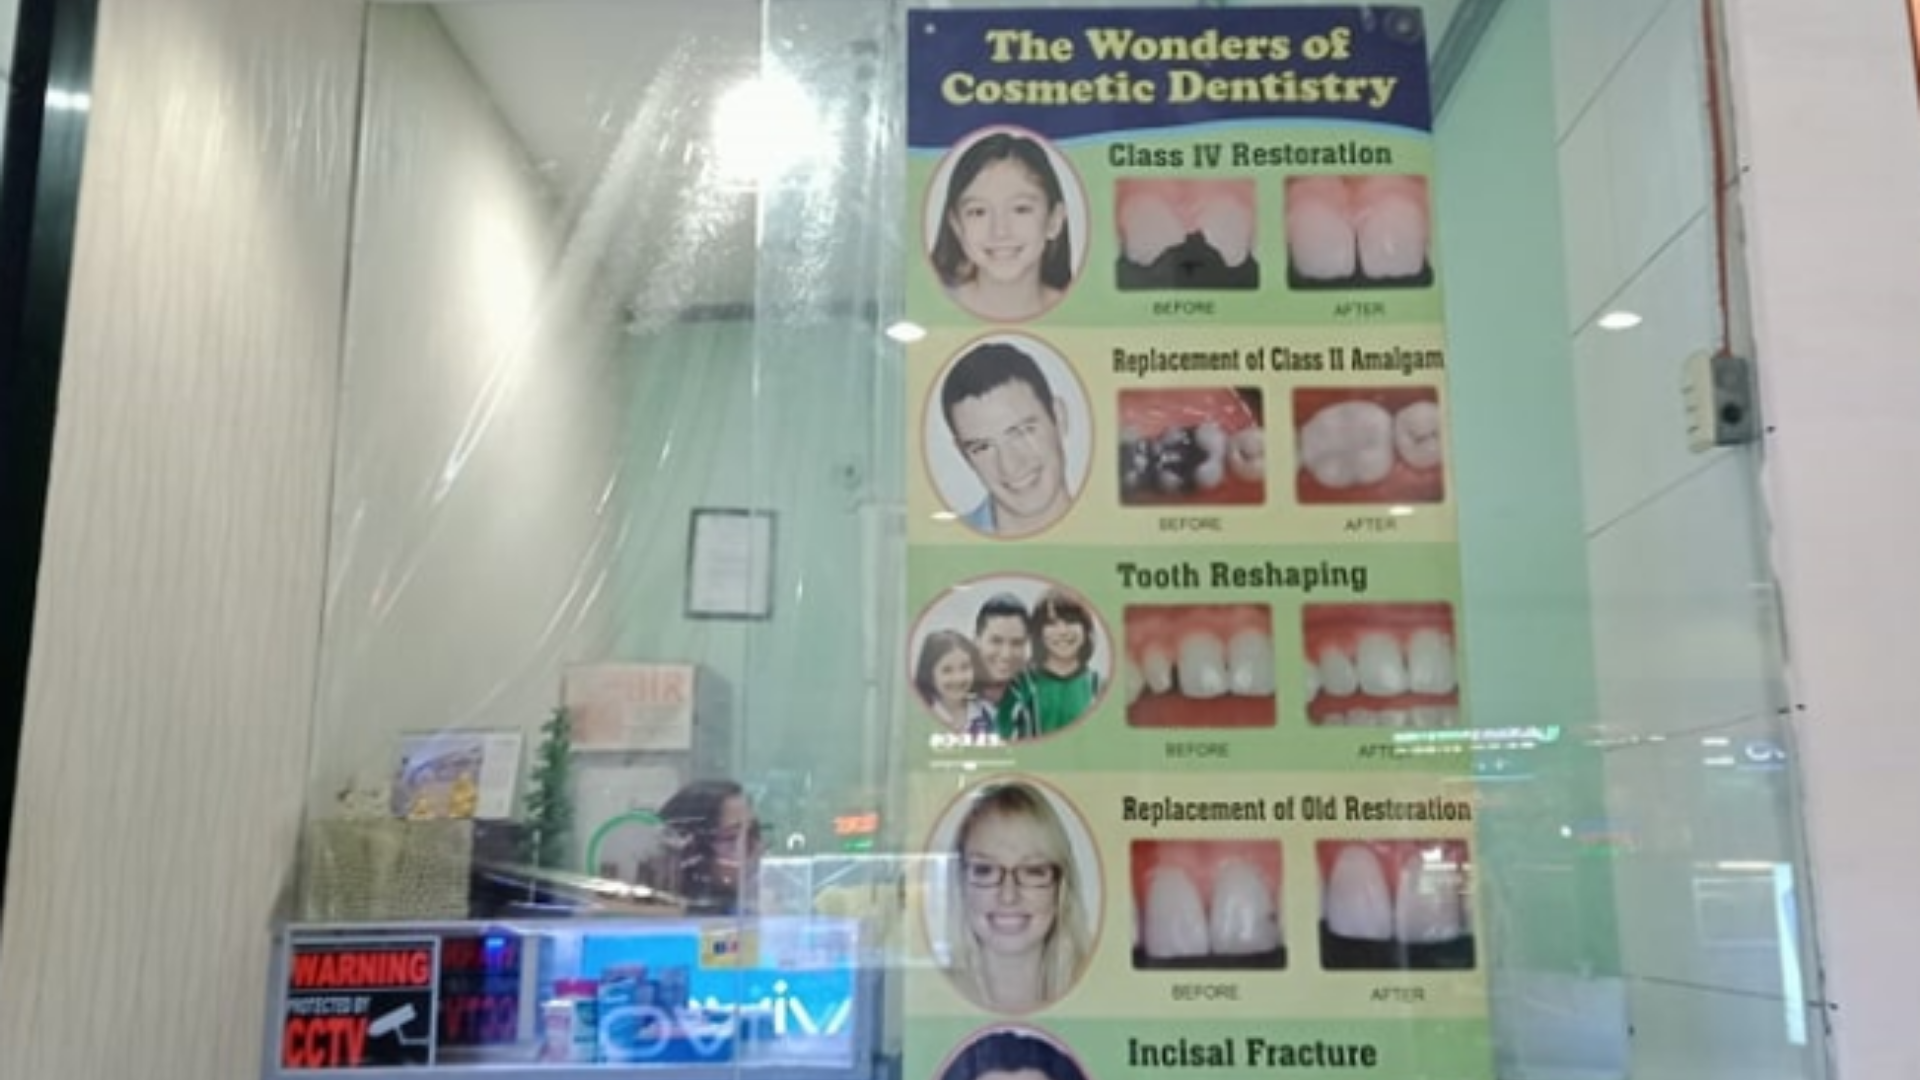 The Wonders of
Cosmetic Dentistry
Class IV Restoration
BEFORE AFTER
Replacement of Class II Amalgam
BEFORE AFTER
Tooth Reshaping
BEFORE AFTER
Replacement of Old Restoration
BEFORE AFTER
Incisal Fracture
BIR
WARNING
PROTECTED BY
CCTV